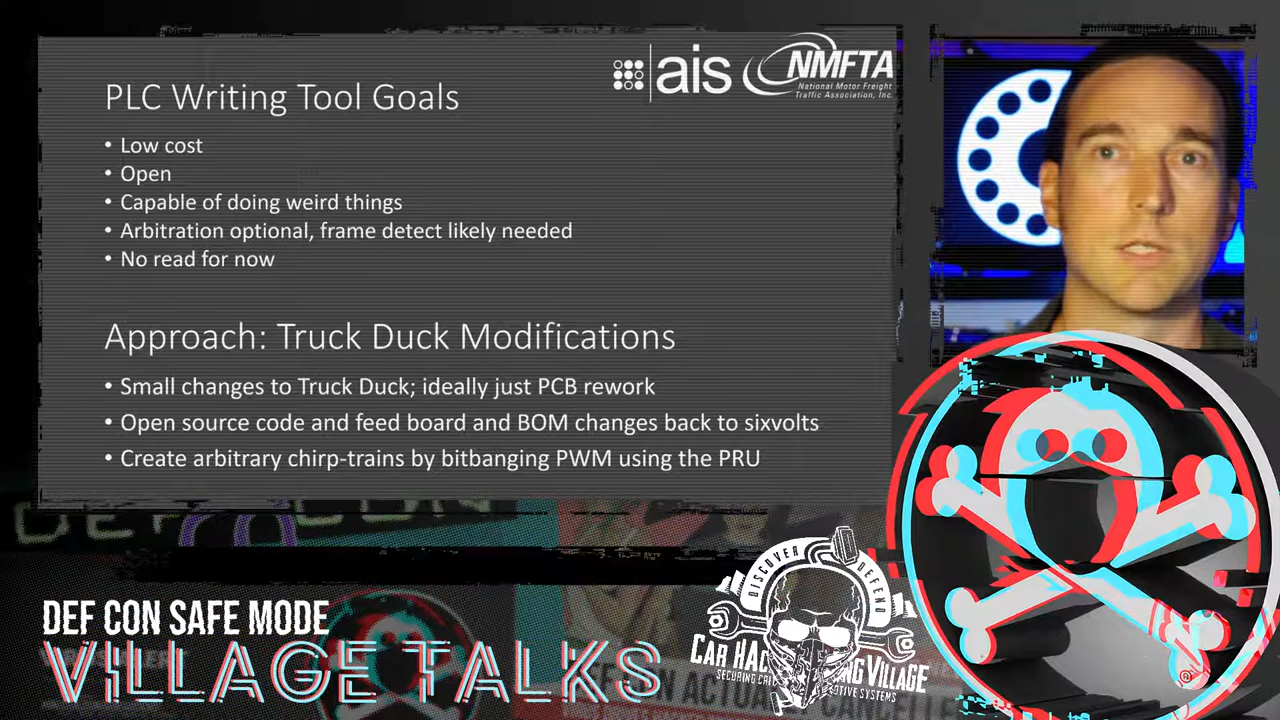 PLC Writing Tool Goals
• Low cost
• Open
• Capable of doing weird things
• Arbitration optional, frame detect likely needed
• No read for now
Approach: Truck Duck Modifications
• Small changes to Truck Duck; ideally just PCB rework
• Open source code and feed board and BOM changes back to sixvolts
• Create arbitrary chirp-trains by bitbanging PWM using the PRU
ais
NMFTA
National Motor Freight
Traffic Association, Inc.
DEF CON
DEF CON SAFE MODE
VILLAGE TALKS
DISCOVER
DEFEND
CAR HACKING VILLAGE
®